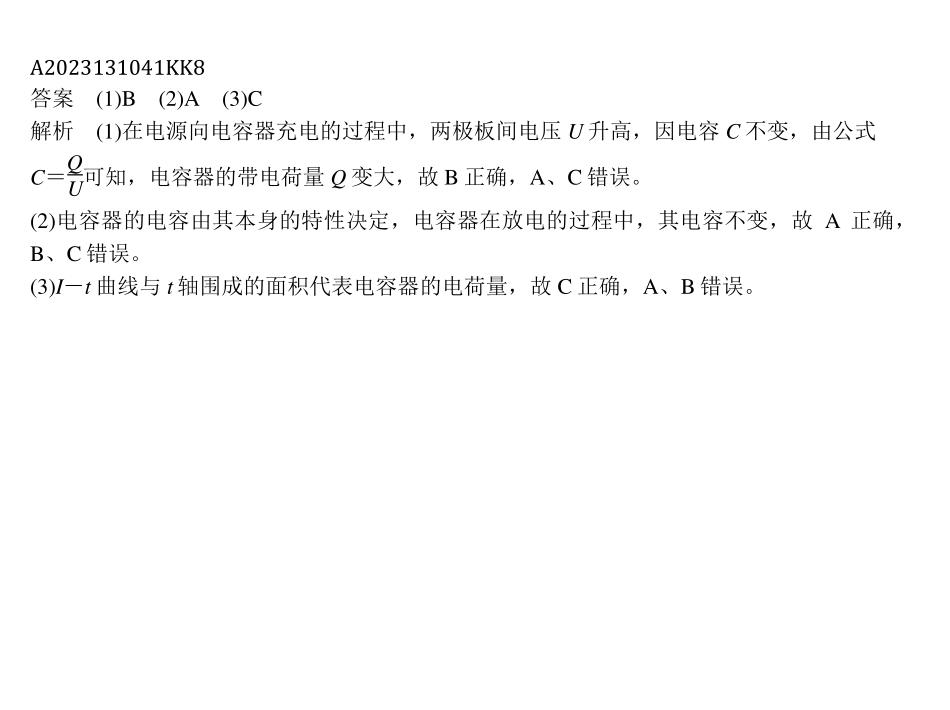 A2023131041KK8
答案 (1)B (2)A (3)C
解析 (1)在电源向电容器充电的过程中，两极板间电压 U 升高，因电容 C 不变，由公式
C＝Q/U可知，电容器的带电荷量 Q 变大，故 B 正确，A、C 错误。
(2)电容器的电容由其本身的特性决定，电容器在放电的过程中，其电容不变，故 A 正确，
B、C 错误。
(3)I－t 曲线与 t 轴围成的面积代表电容器的电荷量，故 C 正确，A、B 错误。